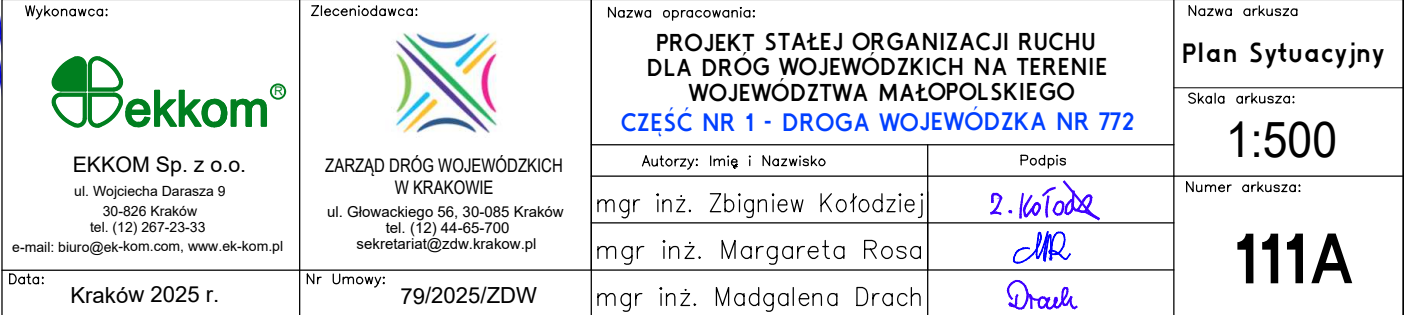 Wykonawca:
ekkom®
EKKOM Sp. z o.o.
ul. Wojciecha Darasza 9
30-826 Kraków
tel. (12) 267-23-33
e-mail: biuro@ek-kom.com, www.ek-kom.pl
Data:
Kraków 2025 r.
Zleceniodawca:
ZARZĄD DRÓG WOJEWÓDZKICH
W KRAKOWIE
ul. Głowackiego 56, 30-085 Kraków
tel. (12) 44-65-700
sekretariat@zdw.krakow.pl
Nr Umowy:
79/2025/ZDW
Nazwa opracowania:
PROJEKT STAŁEJ ORGANIZACJI RUCHU
DLA DRÓG WOJEWÓDZKICH NA TERENIE
WOJEWÓDZTWA MAŁOPOLSKIEGO
CZĘŚĆ NR 1 - DROGA WOJEWÓDZKA NR 772
Autorzy: Imię i Nazwisko
Podpis
mgr inż. Zbigniew Kołodziej
Z. Kołodz
mgr inż. Margareta Rosa
MR
mgr inż. Madgalena Drach
Drach
Nazwa arkusza
Plan Sytuacyjny
Skala arkusza:
1:500
Numer arkusza:
111A